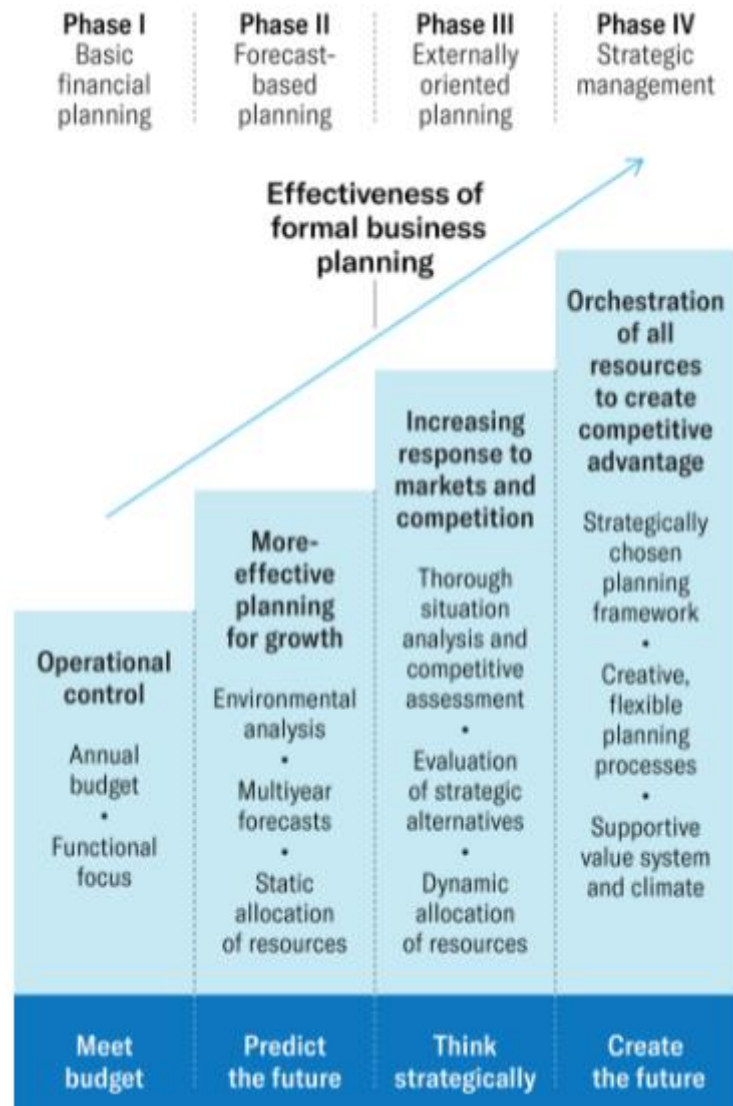 Phase I
Basic
financial
planning
Phase II
Forecast-
based
planning
Phase III
Externally
oriented
planning
Phase IV
Strategic
management
Effectiveness of
formal business
planning
Operational
control
Annual
budget
•
Functional
focus
More-
effective
planning
for growth
Environmental
analysis
•
Multiyear
forecasts
•
Static
allocation
of resources
Increasing
response to
markets and
competition
Thorough
situation
analysis and
competitive
assessment
•
Evaluation
of strategic
alternatives
•
Dynamic
allocation
of resources
Orchestration
of all
resources
to create
competitive
advantage
Strategically
chosen
planning
framework
•
Creative,
flexible
planning
processes
•
Supportive
value system
and climate
Meet
budget
Predict
the future
Think
strategically
Create
the future